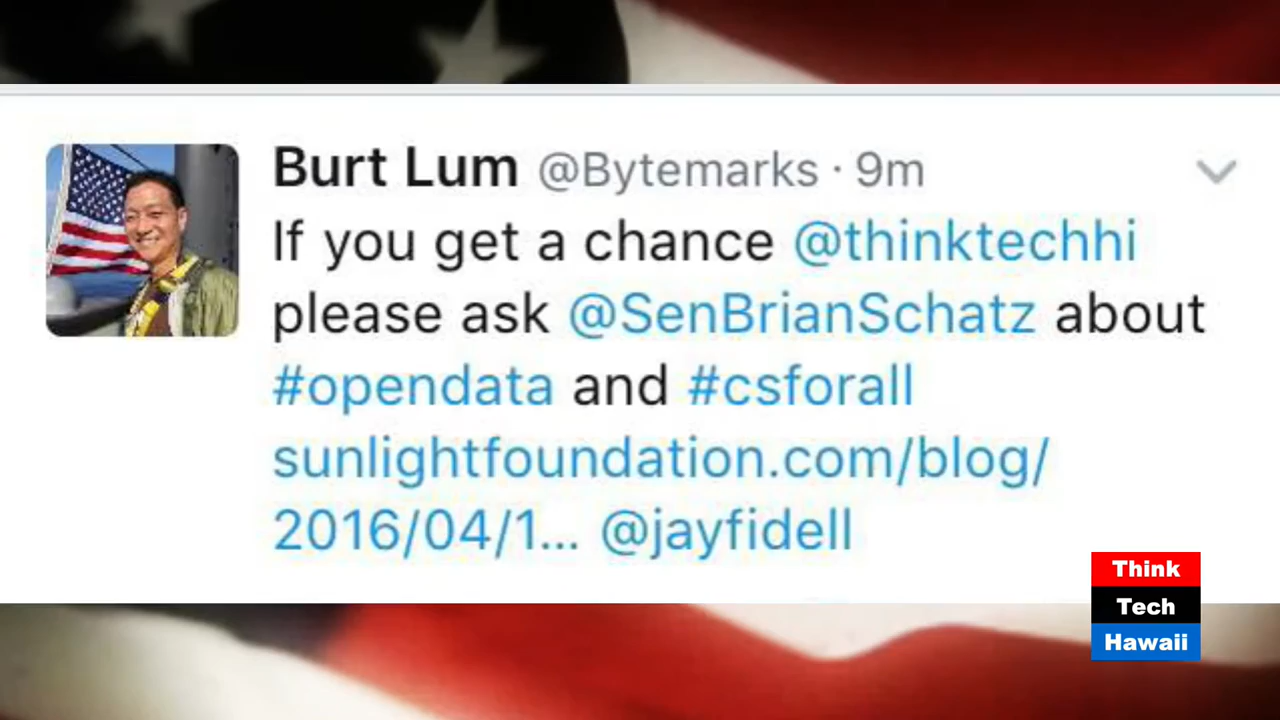 Burt Lum @Bytemarks · 9m
If you get a chance @thinktechhi
please ask @SenBrianSchatz about
#opendata and #csforall
sunlightfoundation.com/blog/
2016/04/1... @jayfidell
Think
Tech
Hawaii